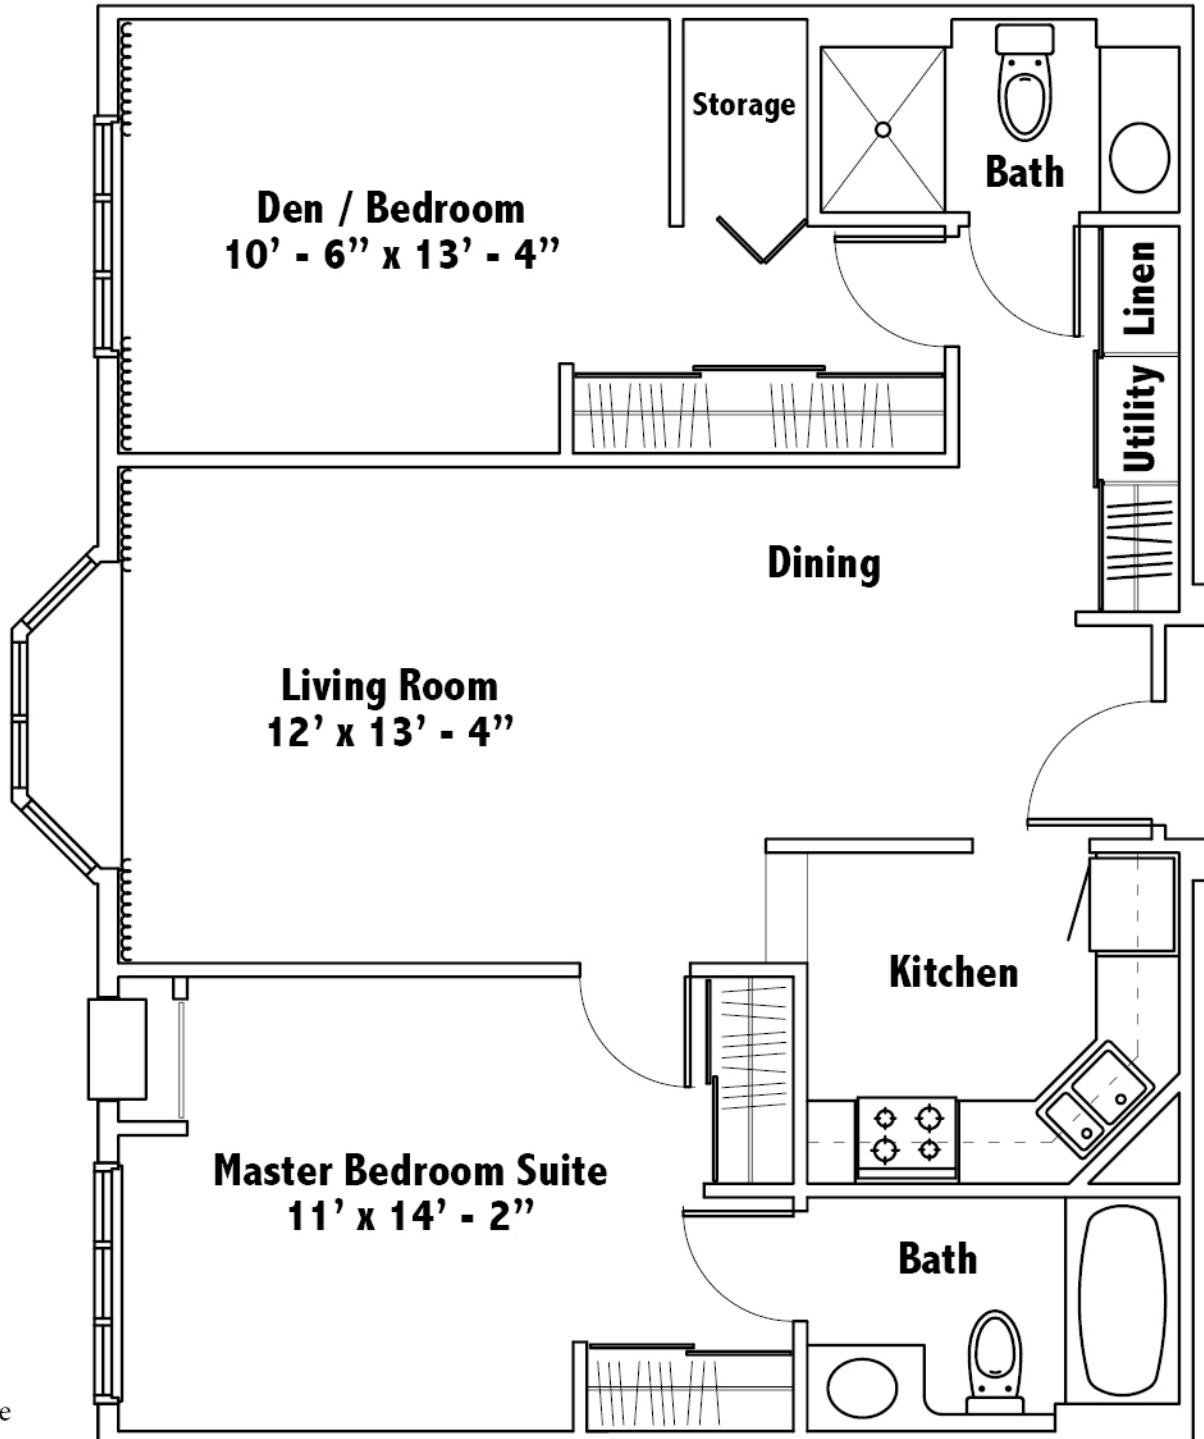 Storage
Bath
Den / Bedroom
10’ - 6” x 13’ - 4”
Linen
Utility
Dining
Living Room
12’ x 13’ - 4”
Kitchen
Master Bedroom Suite
11’ x 14’ - 2”
Bath
e